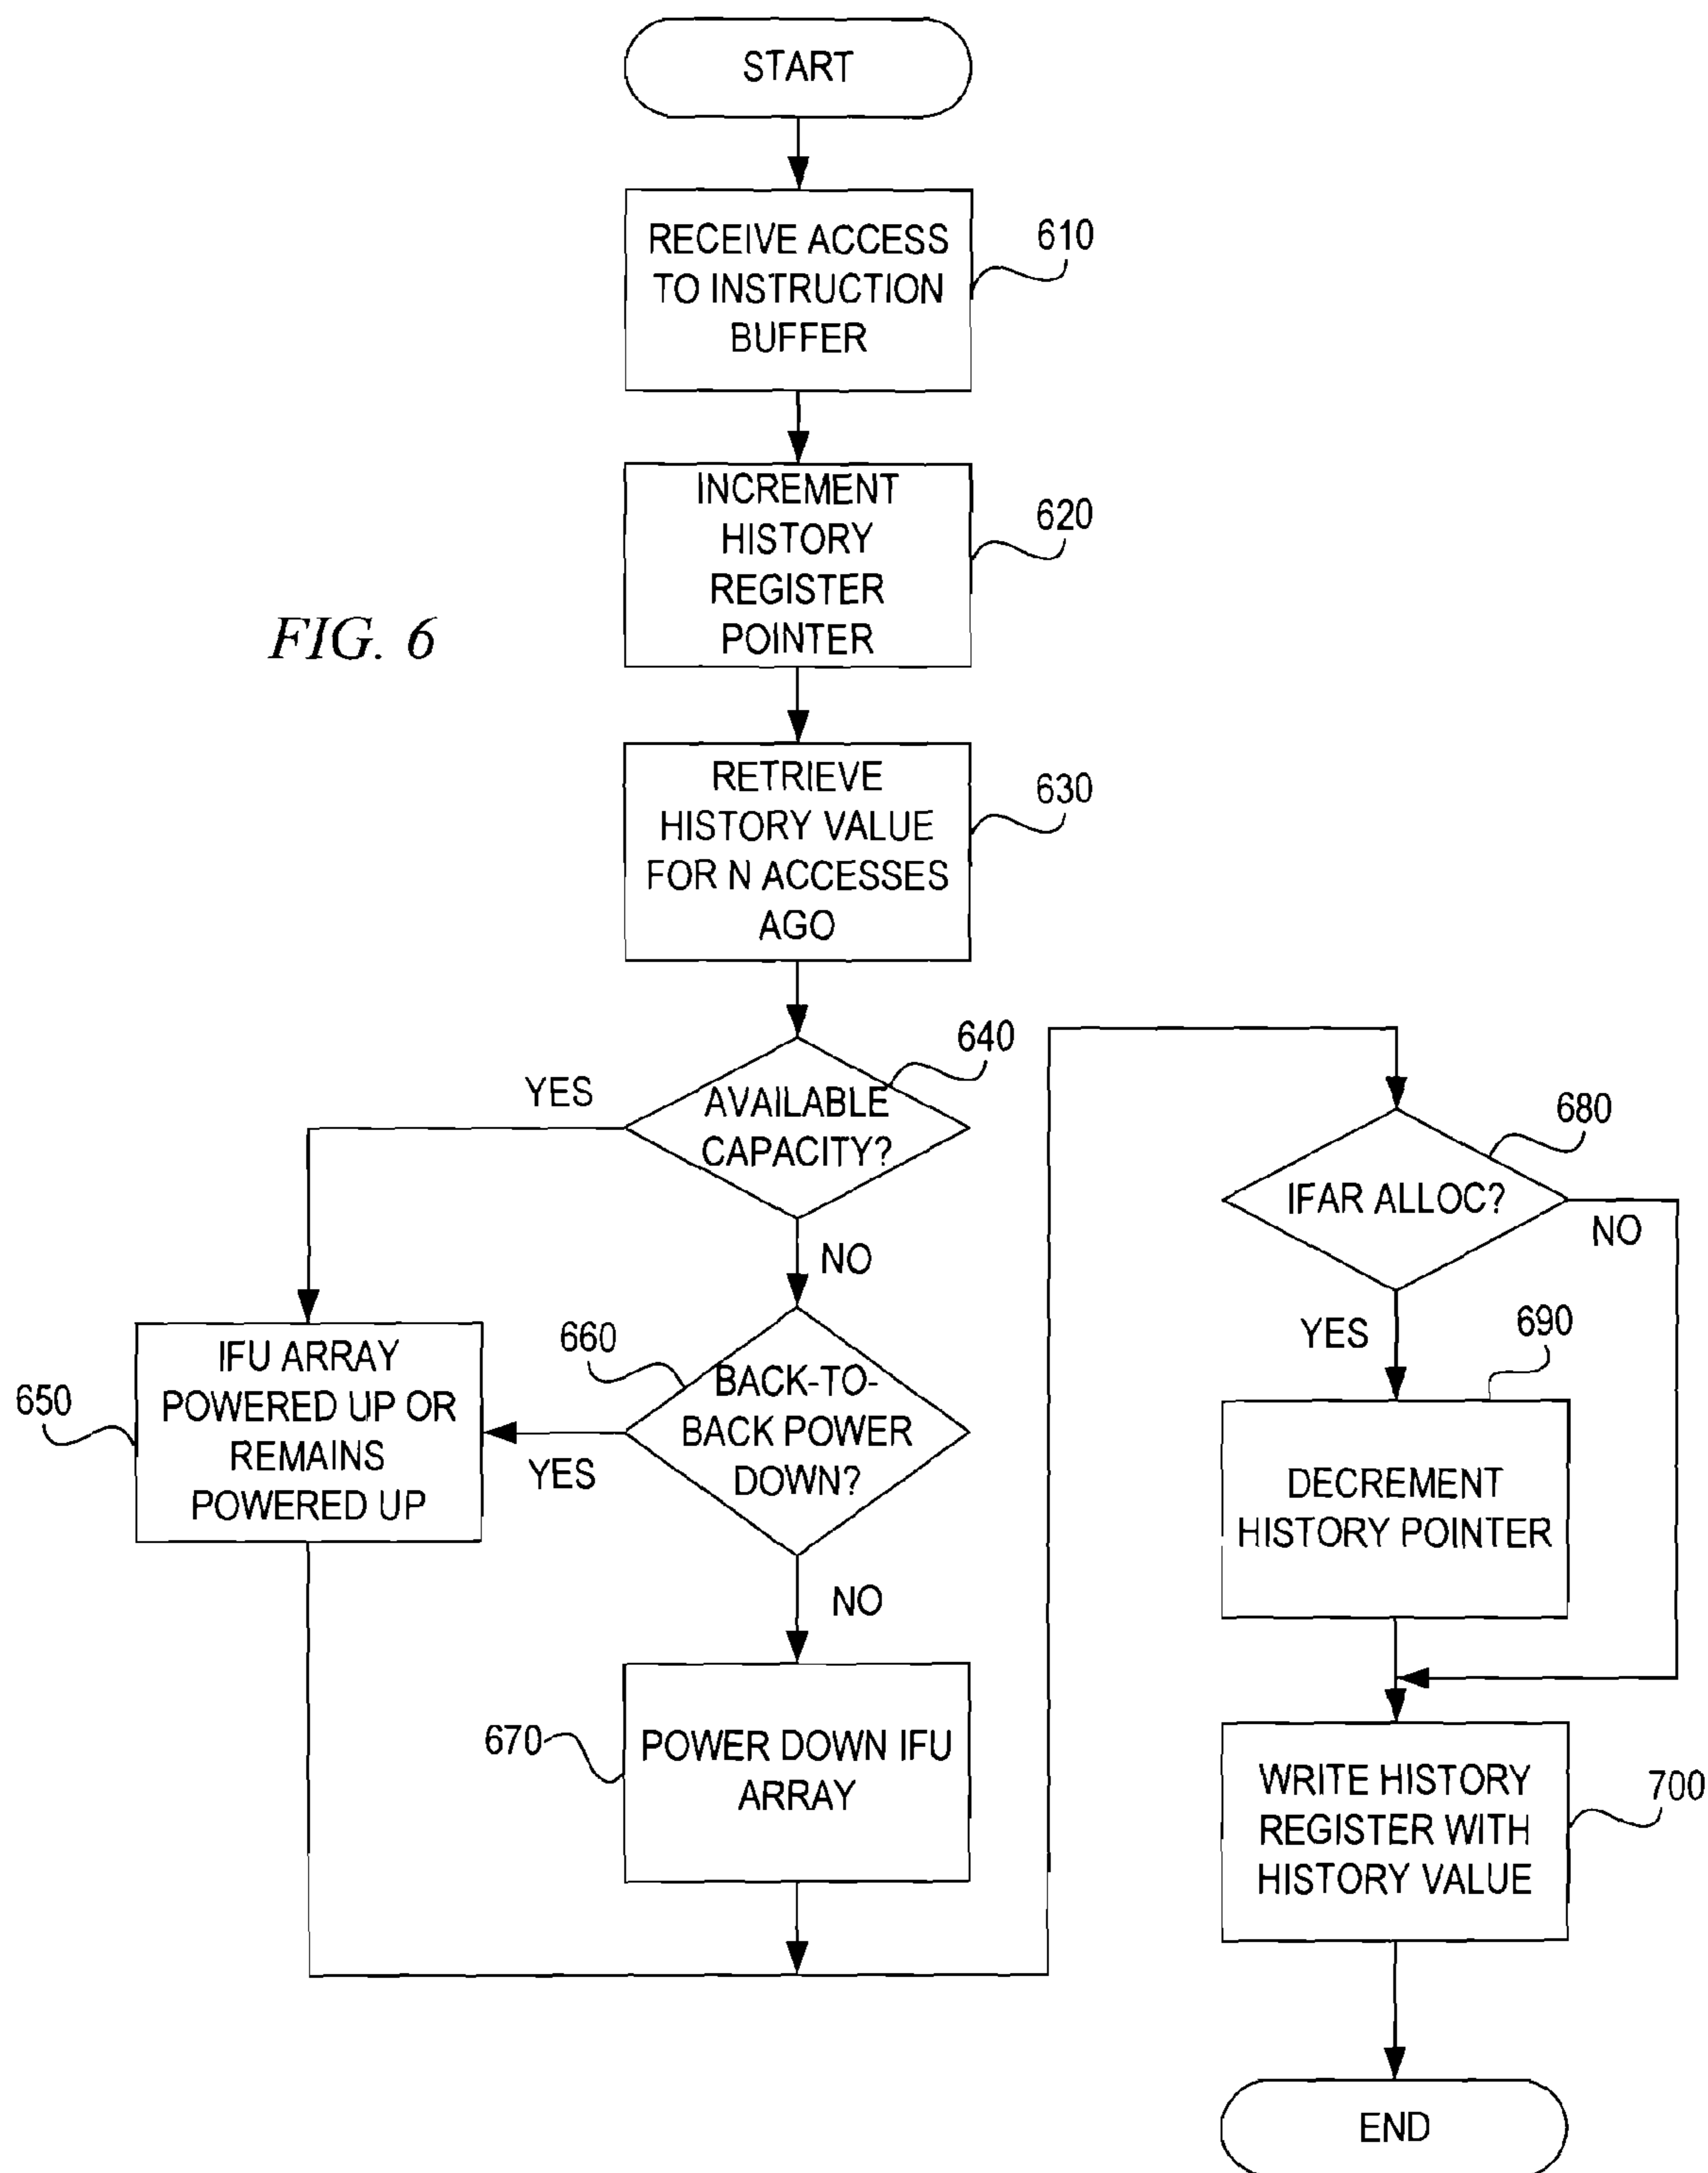 START
RECEIVE ACCESS
TO INSTRUCTION
BUFFER
610
INCREMENT
HISTORY
REGISTER
POINTER
620
FIG. 6
RETRIEVE
HISTORY VALUE
FOR N ACCESSES
AGO
630
AVAILABLE
CAPACITY?
640
YES
NO
IFU ARRAY
POWERED UP OR
REMAINS
POWERED UP
650
BACK-TO-
BACK POWER
DOWN?
660
YES
NO
POWER DOWN IFU
ARRAY
670
IFAR ALLOC?
680
NO
YES
DECREMENT
HISTORY POINTER
690
WRITE HISTORY
REGISTER WITH
HISTORY VALUE
700
END